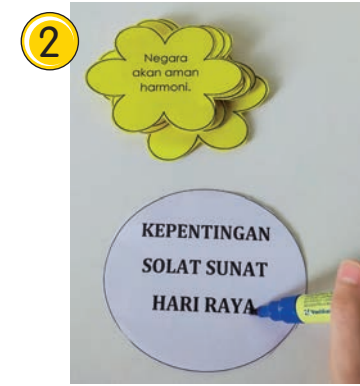 2
Negara
akan aman
harmoni.
KEPENTINGAN
SOLAT SUNAT
HARI RAYA